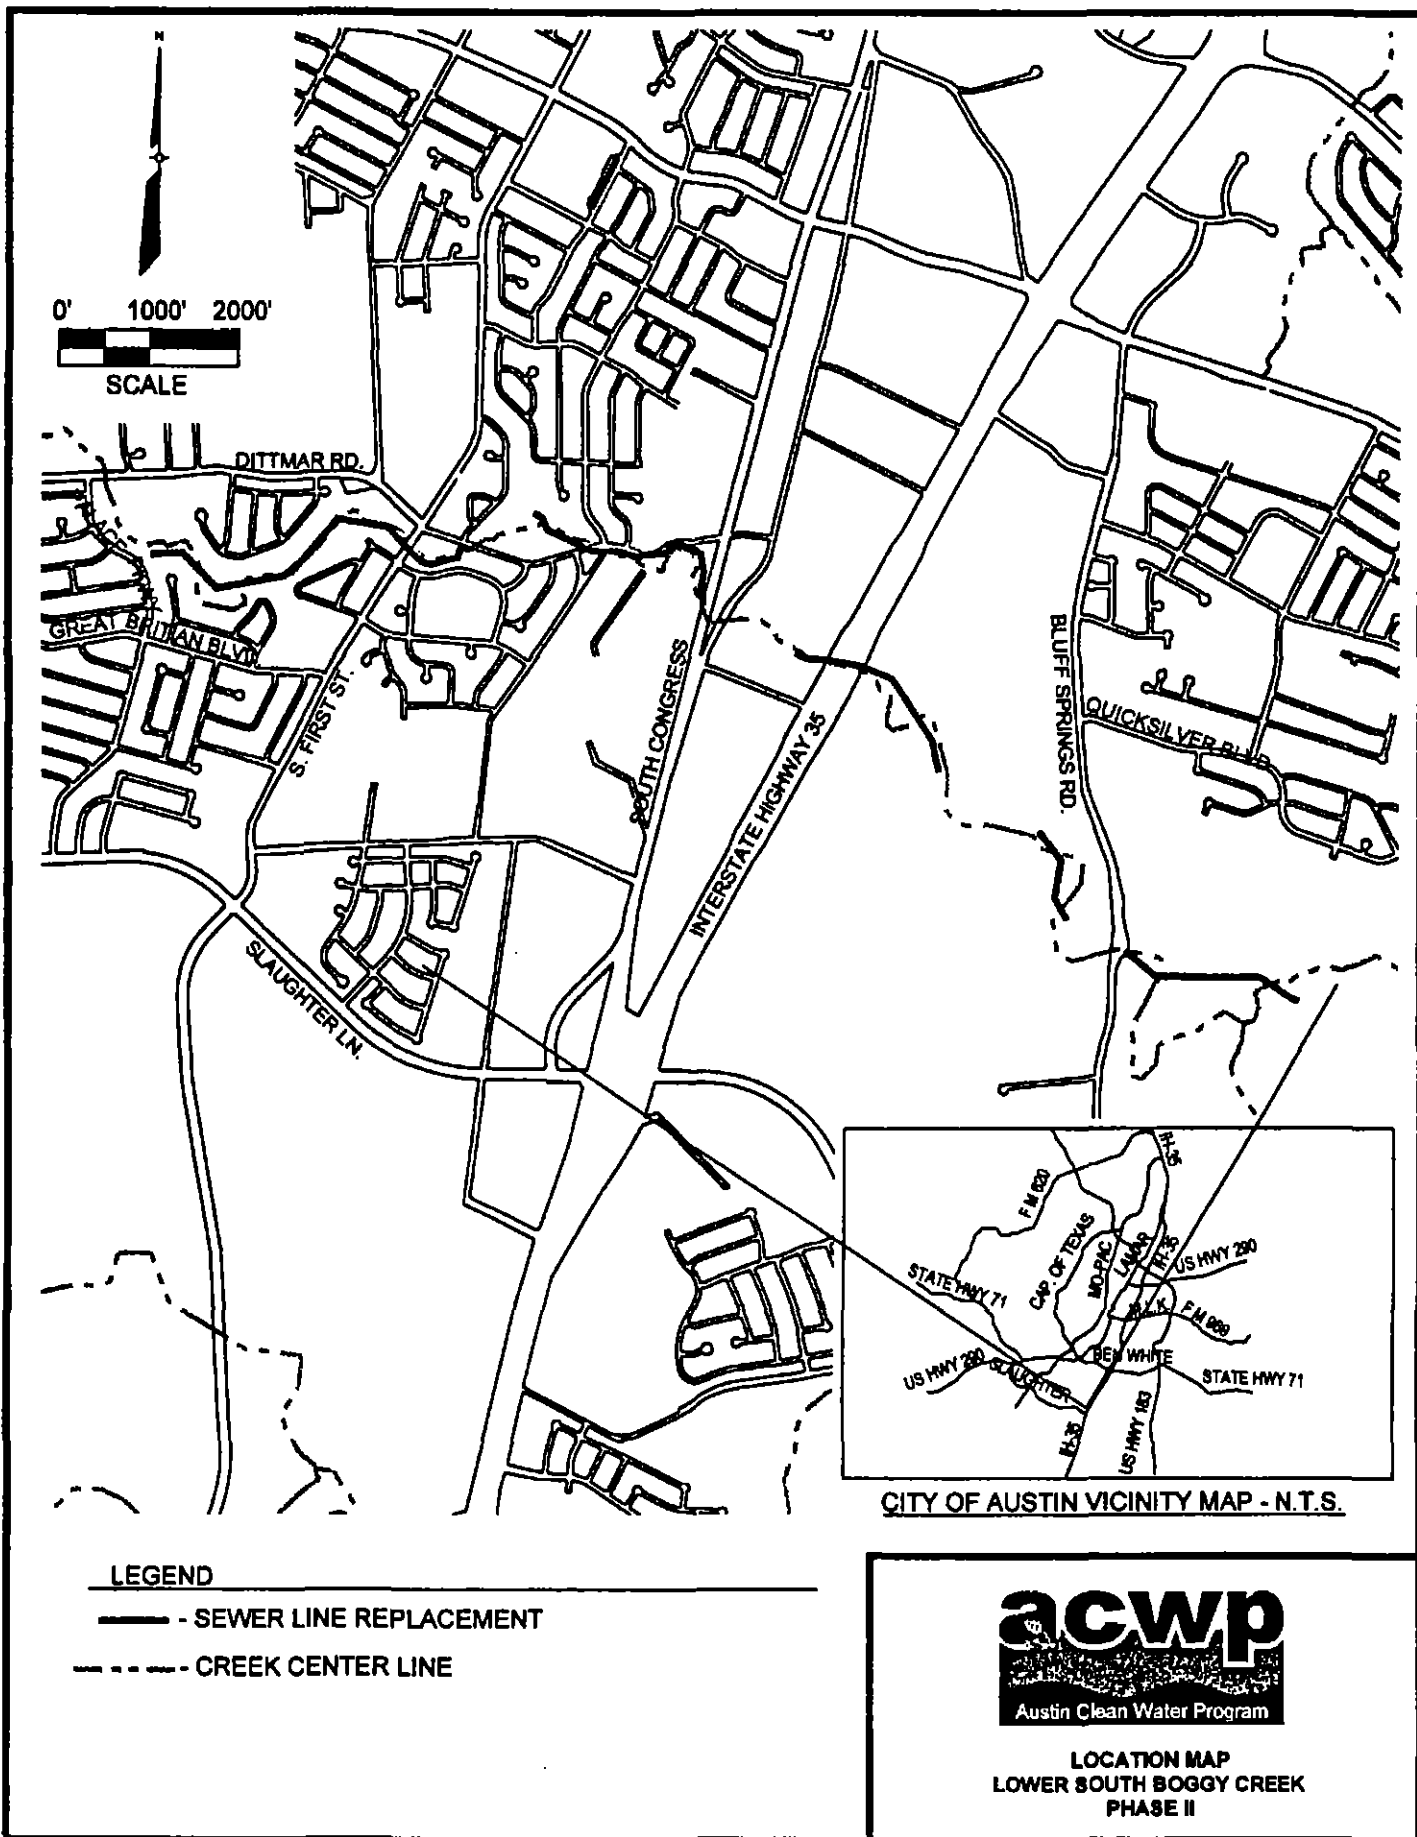 N
0' 1000' 2000'
SCALE
DITTMAR RD.
GREAT BRITIAN BLVD.
S. FIRST ST.
SOUTH CONGRESS
INTERSTATE HIGHWAY 35
BLUFF SPRINGS RD.
QUICKSILVER BLVD.
SLAUGHTER LN.
IH-35
F M 620
CAP. OF TEXAS
MO-PAC
LAMAR
IH-35
US HWY 290
STATE HWY 71
M.L.K.
F M 969
BEN WHITE
US HWY 290
SLAUGHTER
STATE HWY 71
US HWY 183
IH-35
CITY OF AUSTIN VICINITY MAP - N.T.S.
LEGEND
- SEWER LINE REPLACEMENT
- CREEK CENTER LINE
acwp
Austin Clean Water Program
LOCATION MAP
LOWER SOUTH BOGGY CREEK
PHASE II